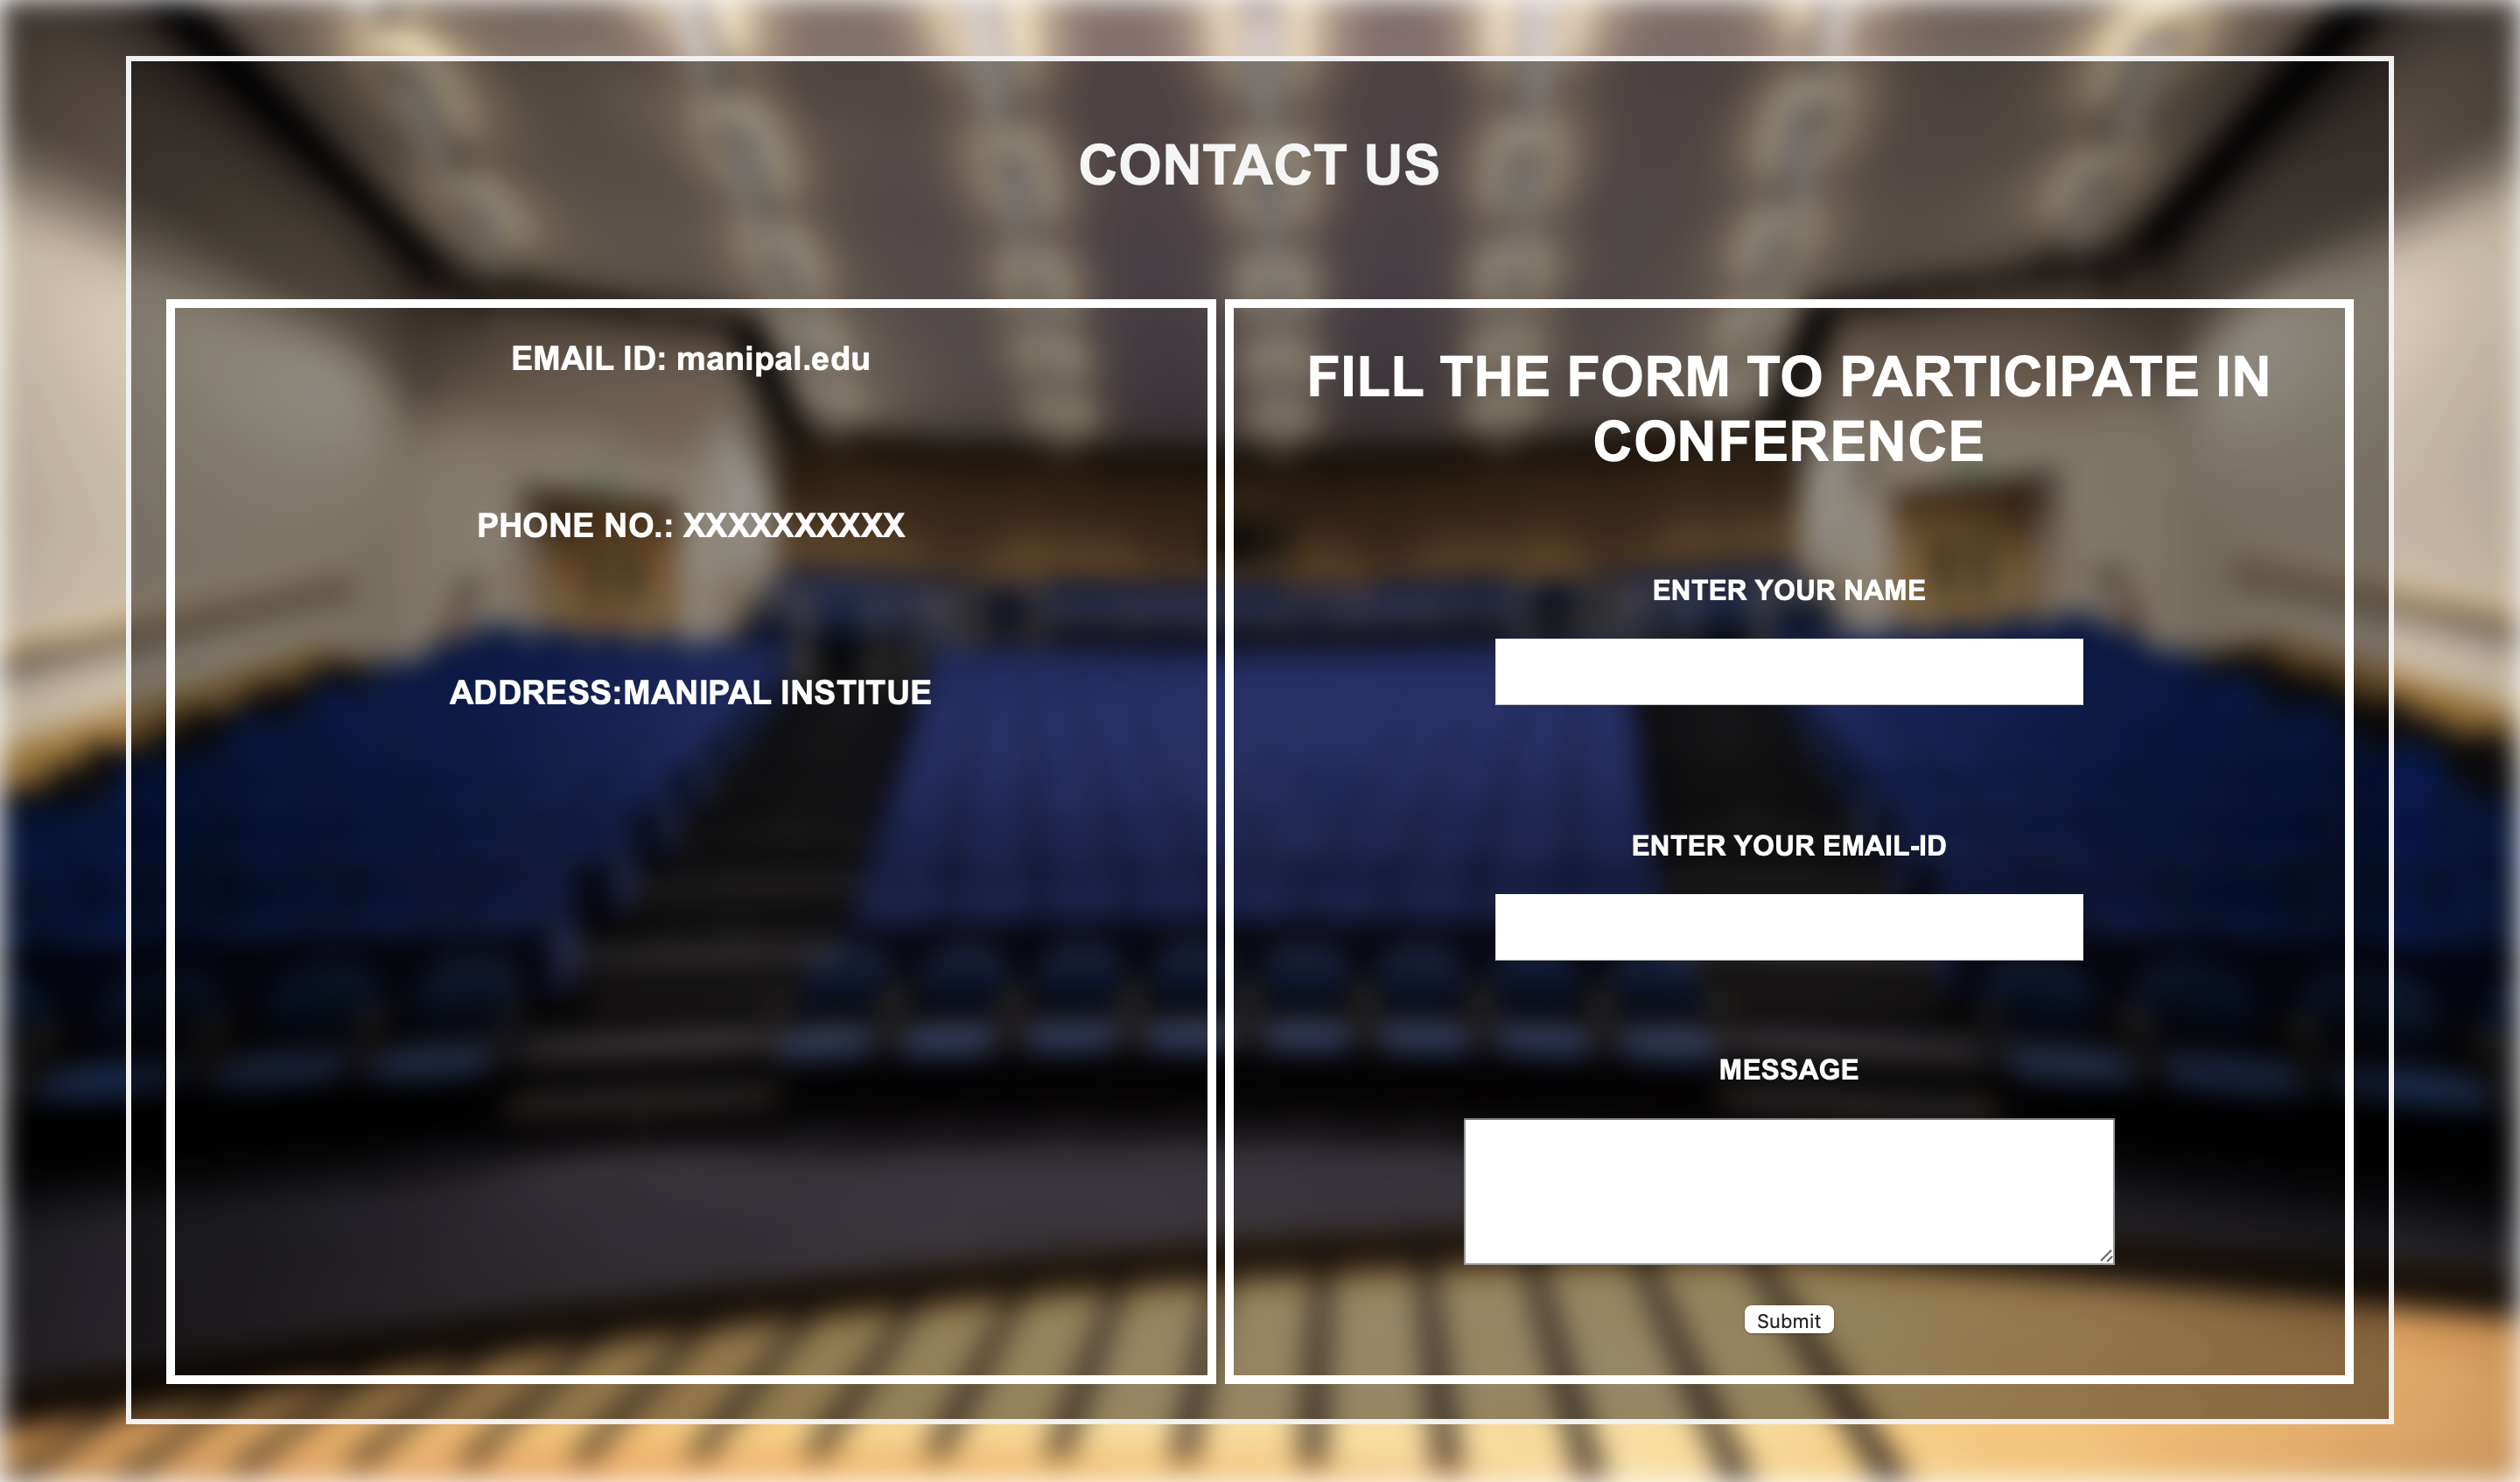 CONTACT US
EMAIL ID: manipal.edu
PHONE NO.: XXXXXXXXXX
ADDRESS:MANIPAL INSTITUE
FILL THE FORM TO PARTICIPATE IN
CONFERENCE
ENTER YOUR NAME
ENTER YOUR EMAIL-ID
MESSAGE
Submit